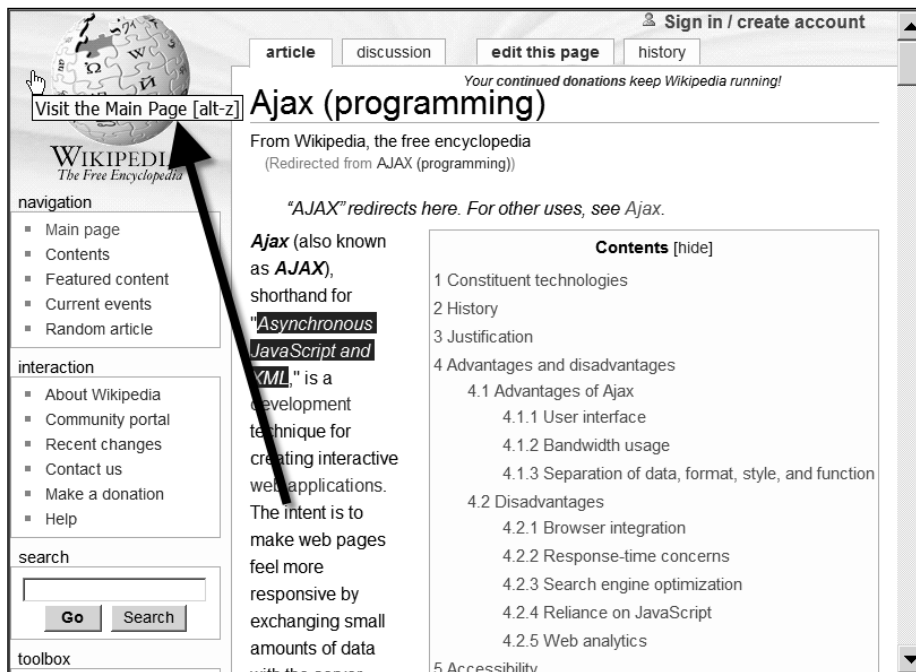 Sign in / create account
article discussion edit this page history
Your continued donations keep Wikipedia running!
Visit the Main Page [alt-z]
Ajax (programming)
WIKIPEDIA
The Free Encyclopedia
From Wikipedia, the free encyclopedia
(Redirected from AJAX (programming))
"AJAX" redirects here. For other uses, see Ajax.
navigation
Main page
Contents
Featured content
Current events
Random article
interaction
About Wikipedia
Community portal
Recent changes
Contact us
Make a donation
Help
search
Go Search
toolbox
Ajax (also known
as AJAX),
shorthand for
"Asynchronous
JavaScript and
XML," is a
development
technique for
creating interactive
web applications.
The intent is to
make web pages
feel more
responsive by
exchanging small
amounts of data
with the server
Contents [hide]
1 Constituent technologies
2 History
3 Justification
4 Advantages and disadvantages
4.1 Advantages of Ajax
4.1.1 User interface
4.1.2 Bandwidth usage
4.1.3 Separation of data, format, style, and function
4.2 Disadvantages
4.2.1 Browser integration
4.2.2 Response-time concerns
4.2.3 Search engine optimization
4.2.4 Reliance on JavaScript
4.2.5 Web analytics
5 Accessibility